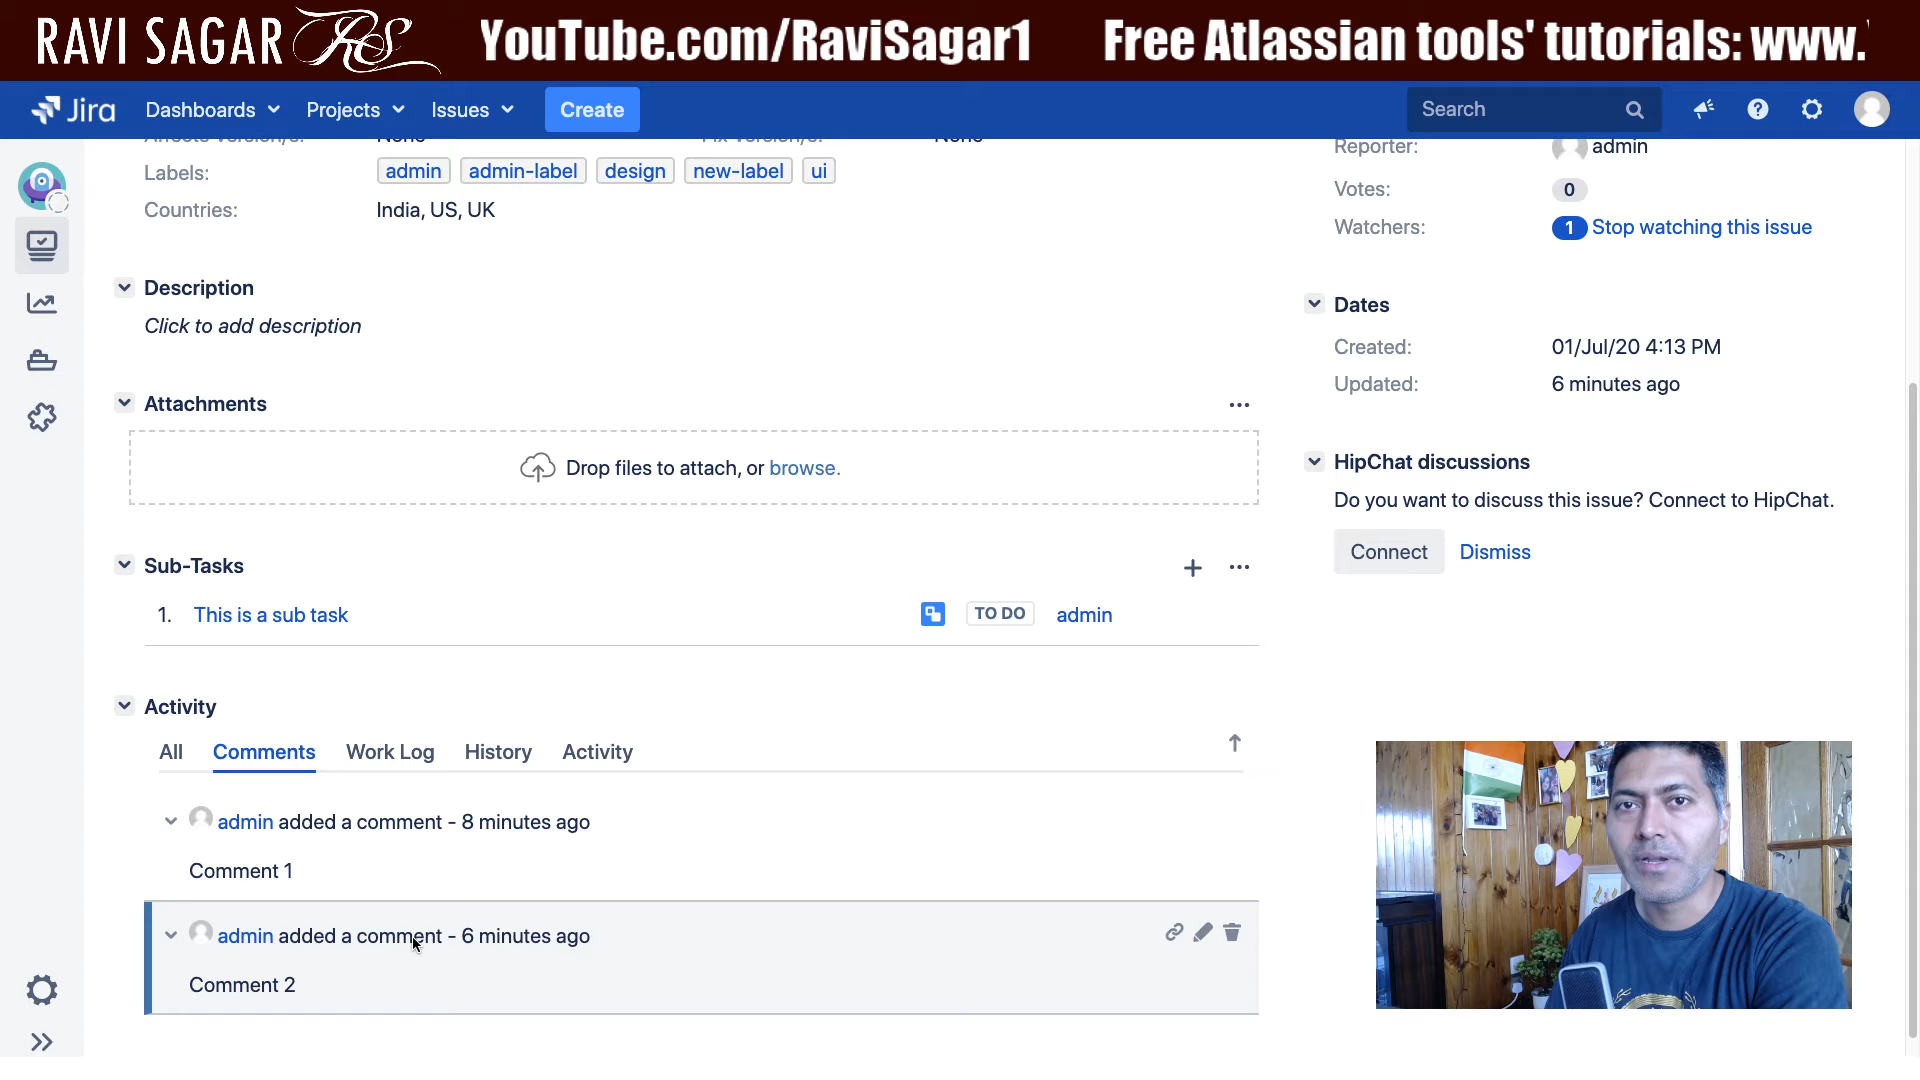 RAVI SAGAR RS YouTube.com/RaviSagar1 Free Atlassian tools' tutorials: www.
Jira Dashboards Projects Issues Create Search
Labels: admin admin-label design new-label ui
Countries: India, US, UK
Reporter: admin
Votes: 0
Watchers: 1 Stop watching this issue
Description
Click to add description
Dates
Created: 01/Jul/20 4:13 PM
Updated: 6 minutes ago
Attachments
Drop files to attach, or browse.
HipChat discussions
Do you want to discuss this issue? Connect to HipChat.
Connect Dismiss
Sub-Tasks
1. This is a sub task TO DO admin
Activity
All Comments Work Log History Activity
admin added a comment - 8 minutes ago
Comment 1
admin added a comment - 6 minutes ago
Comment 2